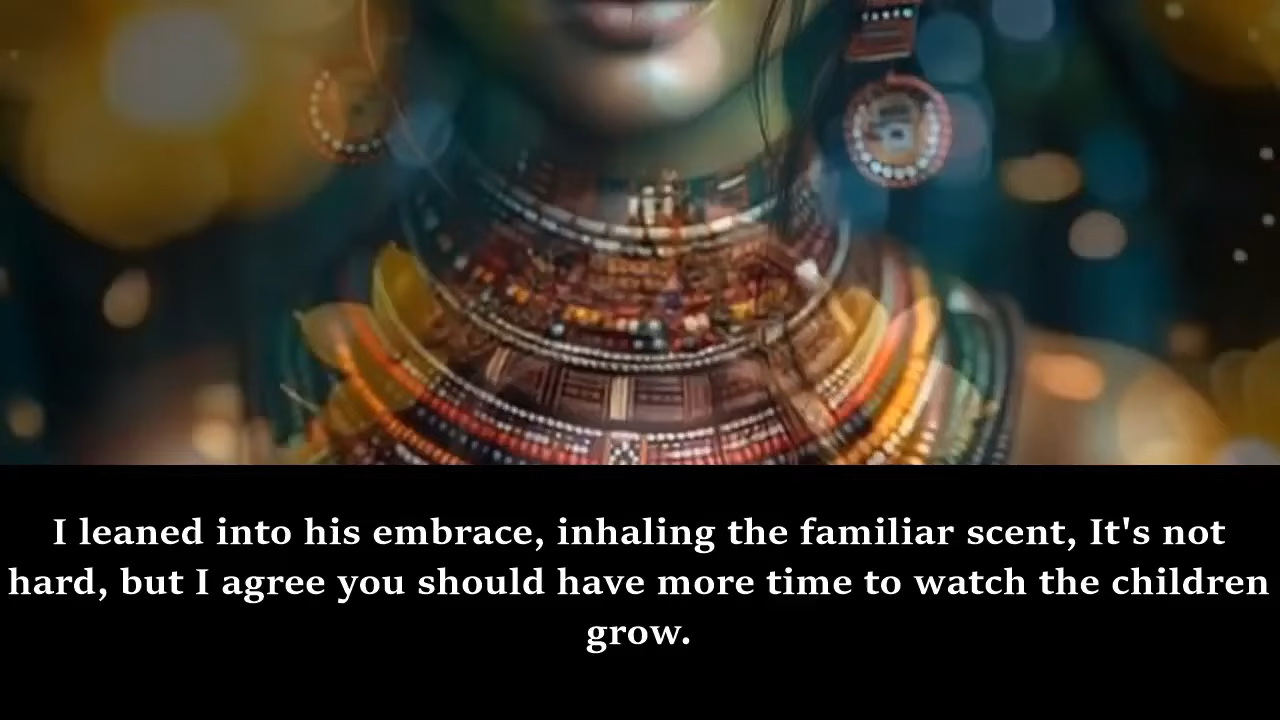 I leaned into his embrace, inhaling the familiar scent, It's not
hard, but I agree you should have more time to watch the children
grow.